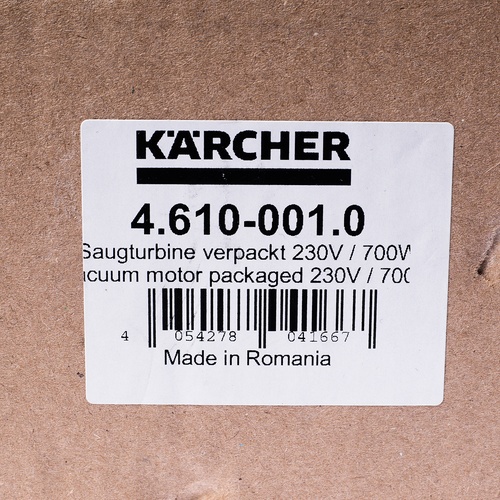 KÄRCHER
4.610-001.0
Saugturbine verpackt 230V / 700W
acuum motor packaged 230V / 700
4 054278 041667
Made in Romania